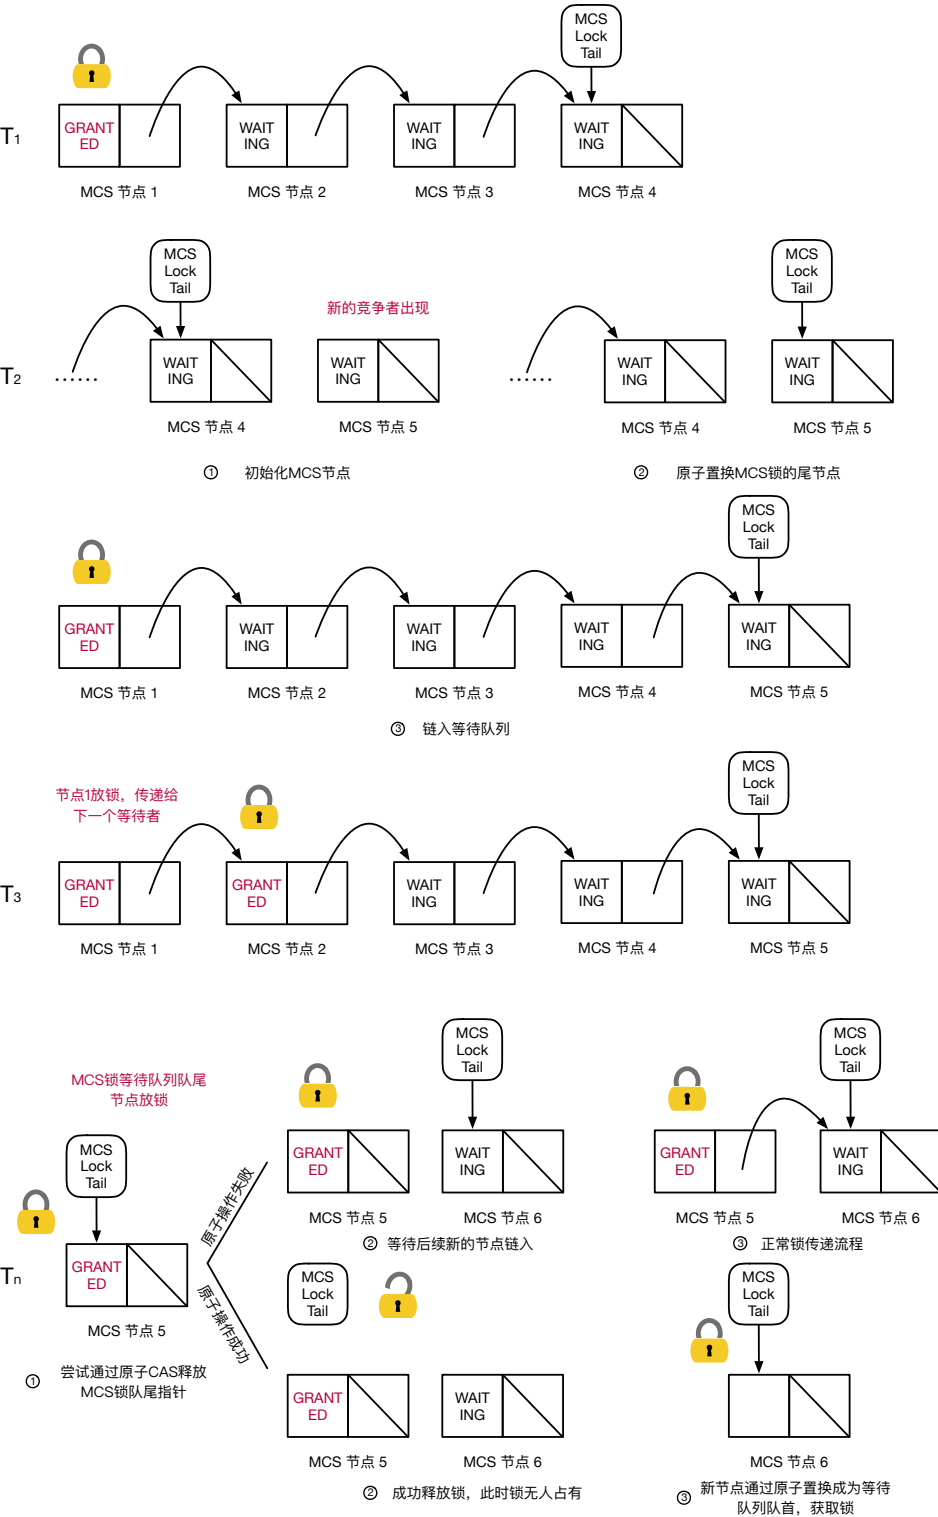 MCS
Lock
Tail
T1
GRANT
ED
WAIT
ING
WAIT
ING
WAIT
ING
MCS 节点 1
MCS 节点 2
MCS 节点 3
MCS 节点 4
MCS
Lock
Tail
MCS
Lock
Tail
新的竞争者出现
T2
......
WAIT
ING
WAIT
ING
......
WAIT
ING
WAIT
ING
MCS 节点 4
MCS 节点 5
MCS 节点 4
MCS 节点 5
① 初始化MCS节点
② 原子置换MCS锁的尾节点
MCS
Lock
Tail
GRANT
ED
WAIT
ING
WAIT
ING
WAIT
ING
WAIT
ING
MCS 节点 1
MCS 节点 2
MCS 节点 3
MCS 节点 4
MCS 节点 5
③ 链入等待队列
MCS
Lock
Tail
节点1放锁，传递给
下一个等待者
T3
GRANT
ED
GRANT
ED
WAIT
ING
WAIT
ING
WAIT
ING
MCS 节点 1
MCS 节点 2
MCS 节点 3
MCS 节点 4
MCS 节点 5
MCS锁等待队列队尾
节点放锁
Tn
MCS
Lock
Tail
GRANT
ED
MCS 节点 5
① 尝试通过原子CAS释放
MCS锁队尾指针
原子操作失败
原子操作成功
MCS
Lock
Tail
GRANT
ED
WAIT
ING
MCS 节点 5
MCS 节点 6
② 等待后续新的节点链入
MCS
Lock
Tail
GRANT
ED
WAIT
ING
MCS 节点 5
MCS 节点 6
③ 正常锁传递流程
MCS
Lock
Tail
GRANT
ED
WAIT
ING
MCS 节点 5
MCS 节点 6
② 成功释放锁，此时锁无人占有
MCS
Lock
Tail
MCS 节点 6
③ 新节点通过原子置换成为等待
队列队首，获取锁